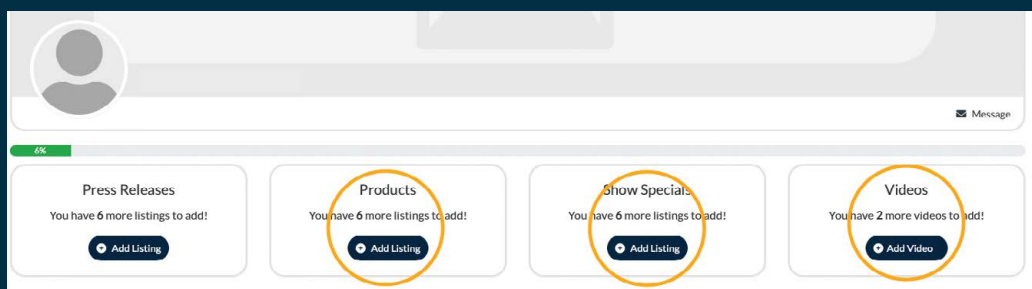 Message
6%
Press Releases
You have 6 more listings to add!
Add Listing
Products
You have 6 more listings to add!
Add Listing
Show Specials
You have 6 more listings to add!
Add Listing
Videos
You have 2 more videos to add!
Add Video